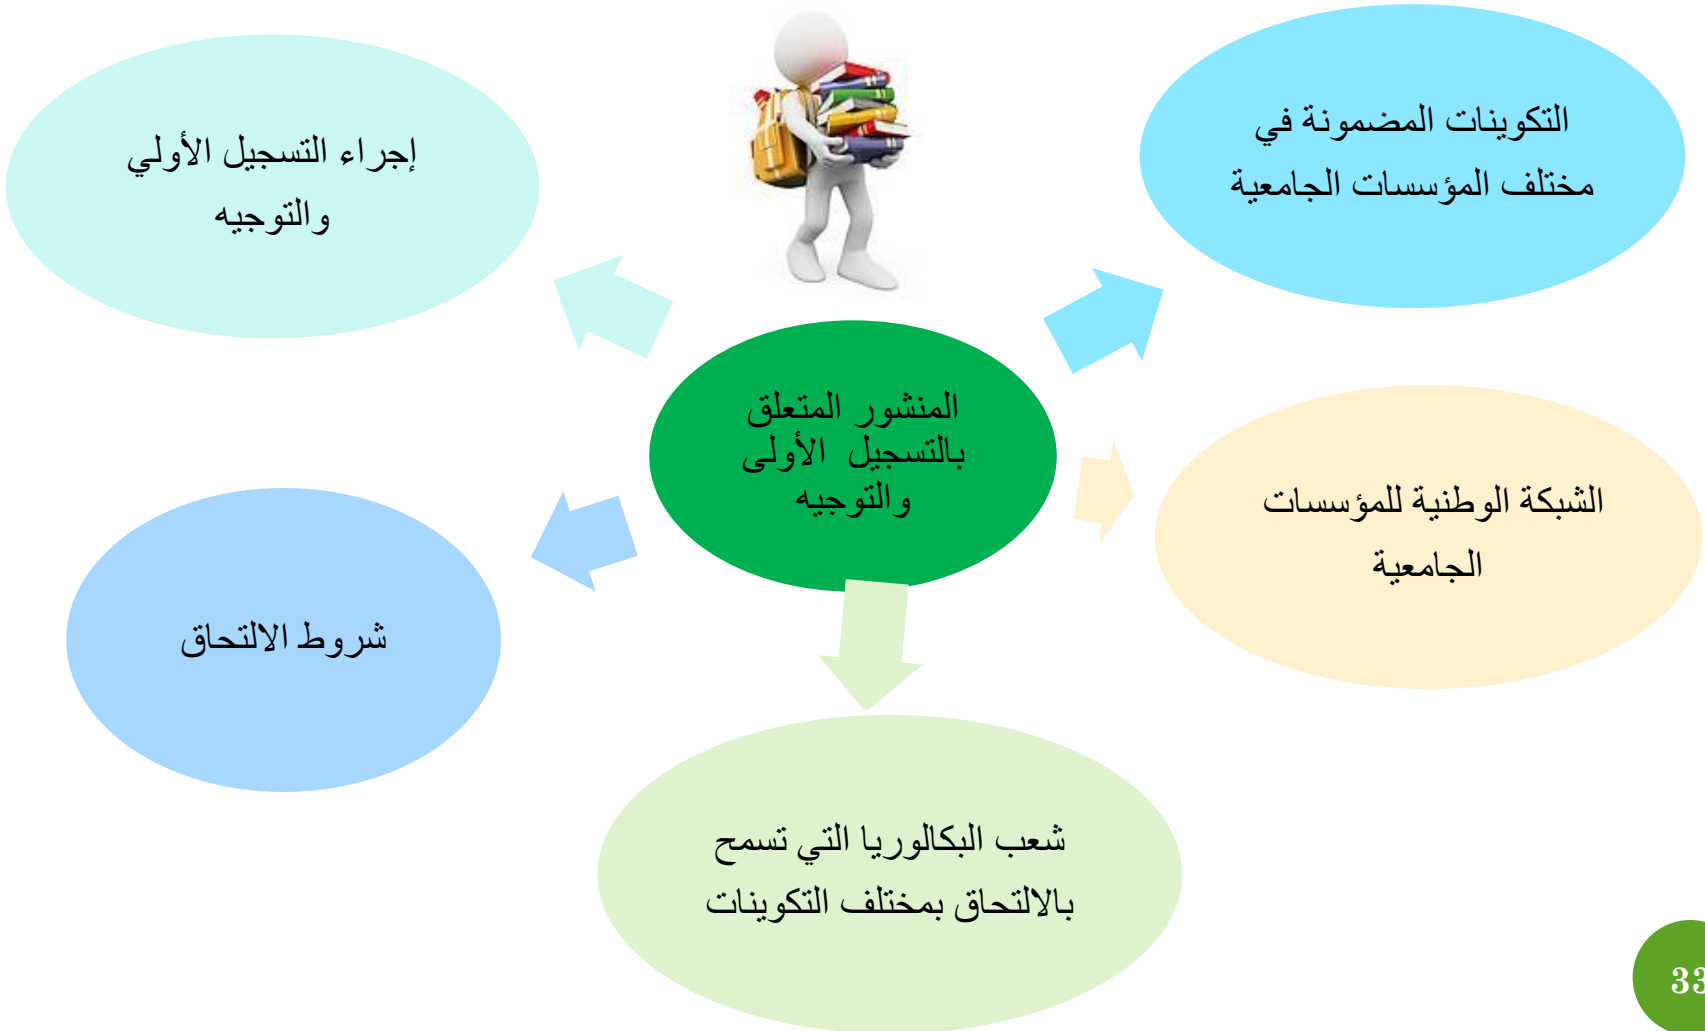 التكوينات المضمونة في
مختلف المؤسسات الجامعية
إجراء التسجيل الأولي
والتوجيه
المنشور المتعلق
بالتسجيل الأولى
والتوجيه
الشبكة الوطنية للمؤسسات
الجامعية
شروط الالتحاق
شعب البكالوريا التي تسمح
بالالتحاق بمختلف التكوينات
33